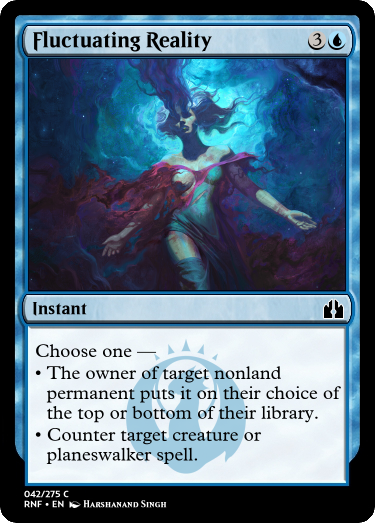 Fluctuating Reality 3
Instant
Choose one —
• The owner of target nonland
permanent puts it on their choice of
the top or bottom of their library.
• Counter target creature or
planeswalker spell.
042/275 C
RNF • EN Harshanand Singh